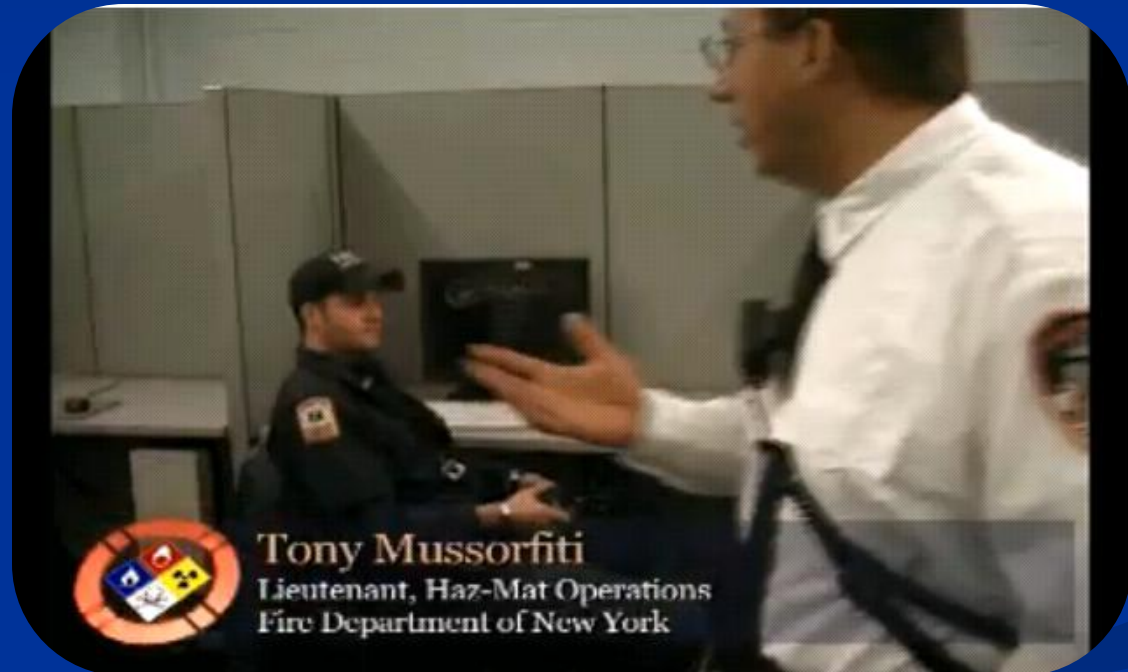 Tony Mussorfiti
Lieutenant, Haz-Mat Operations
Fire Department of New York